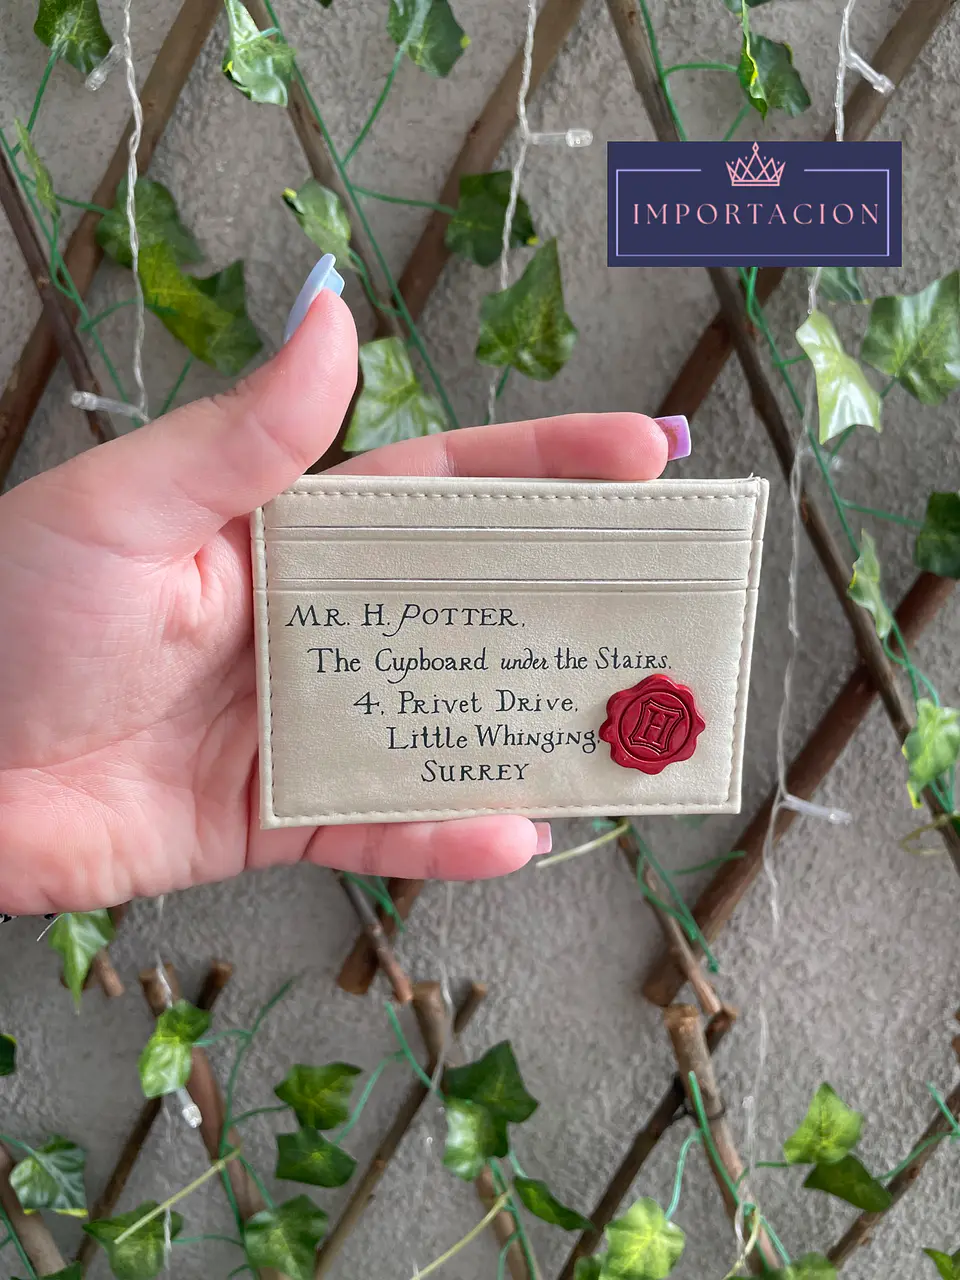 IMPORTACION
MR. H. POTTER,
The Cupboard under the Stairs,
4, Privet Drive,
Little Whinging,
SURREY
H